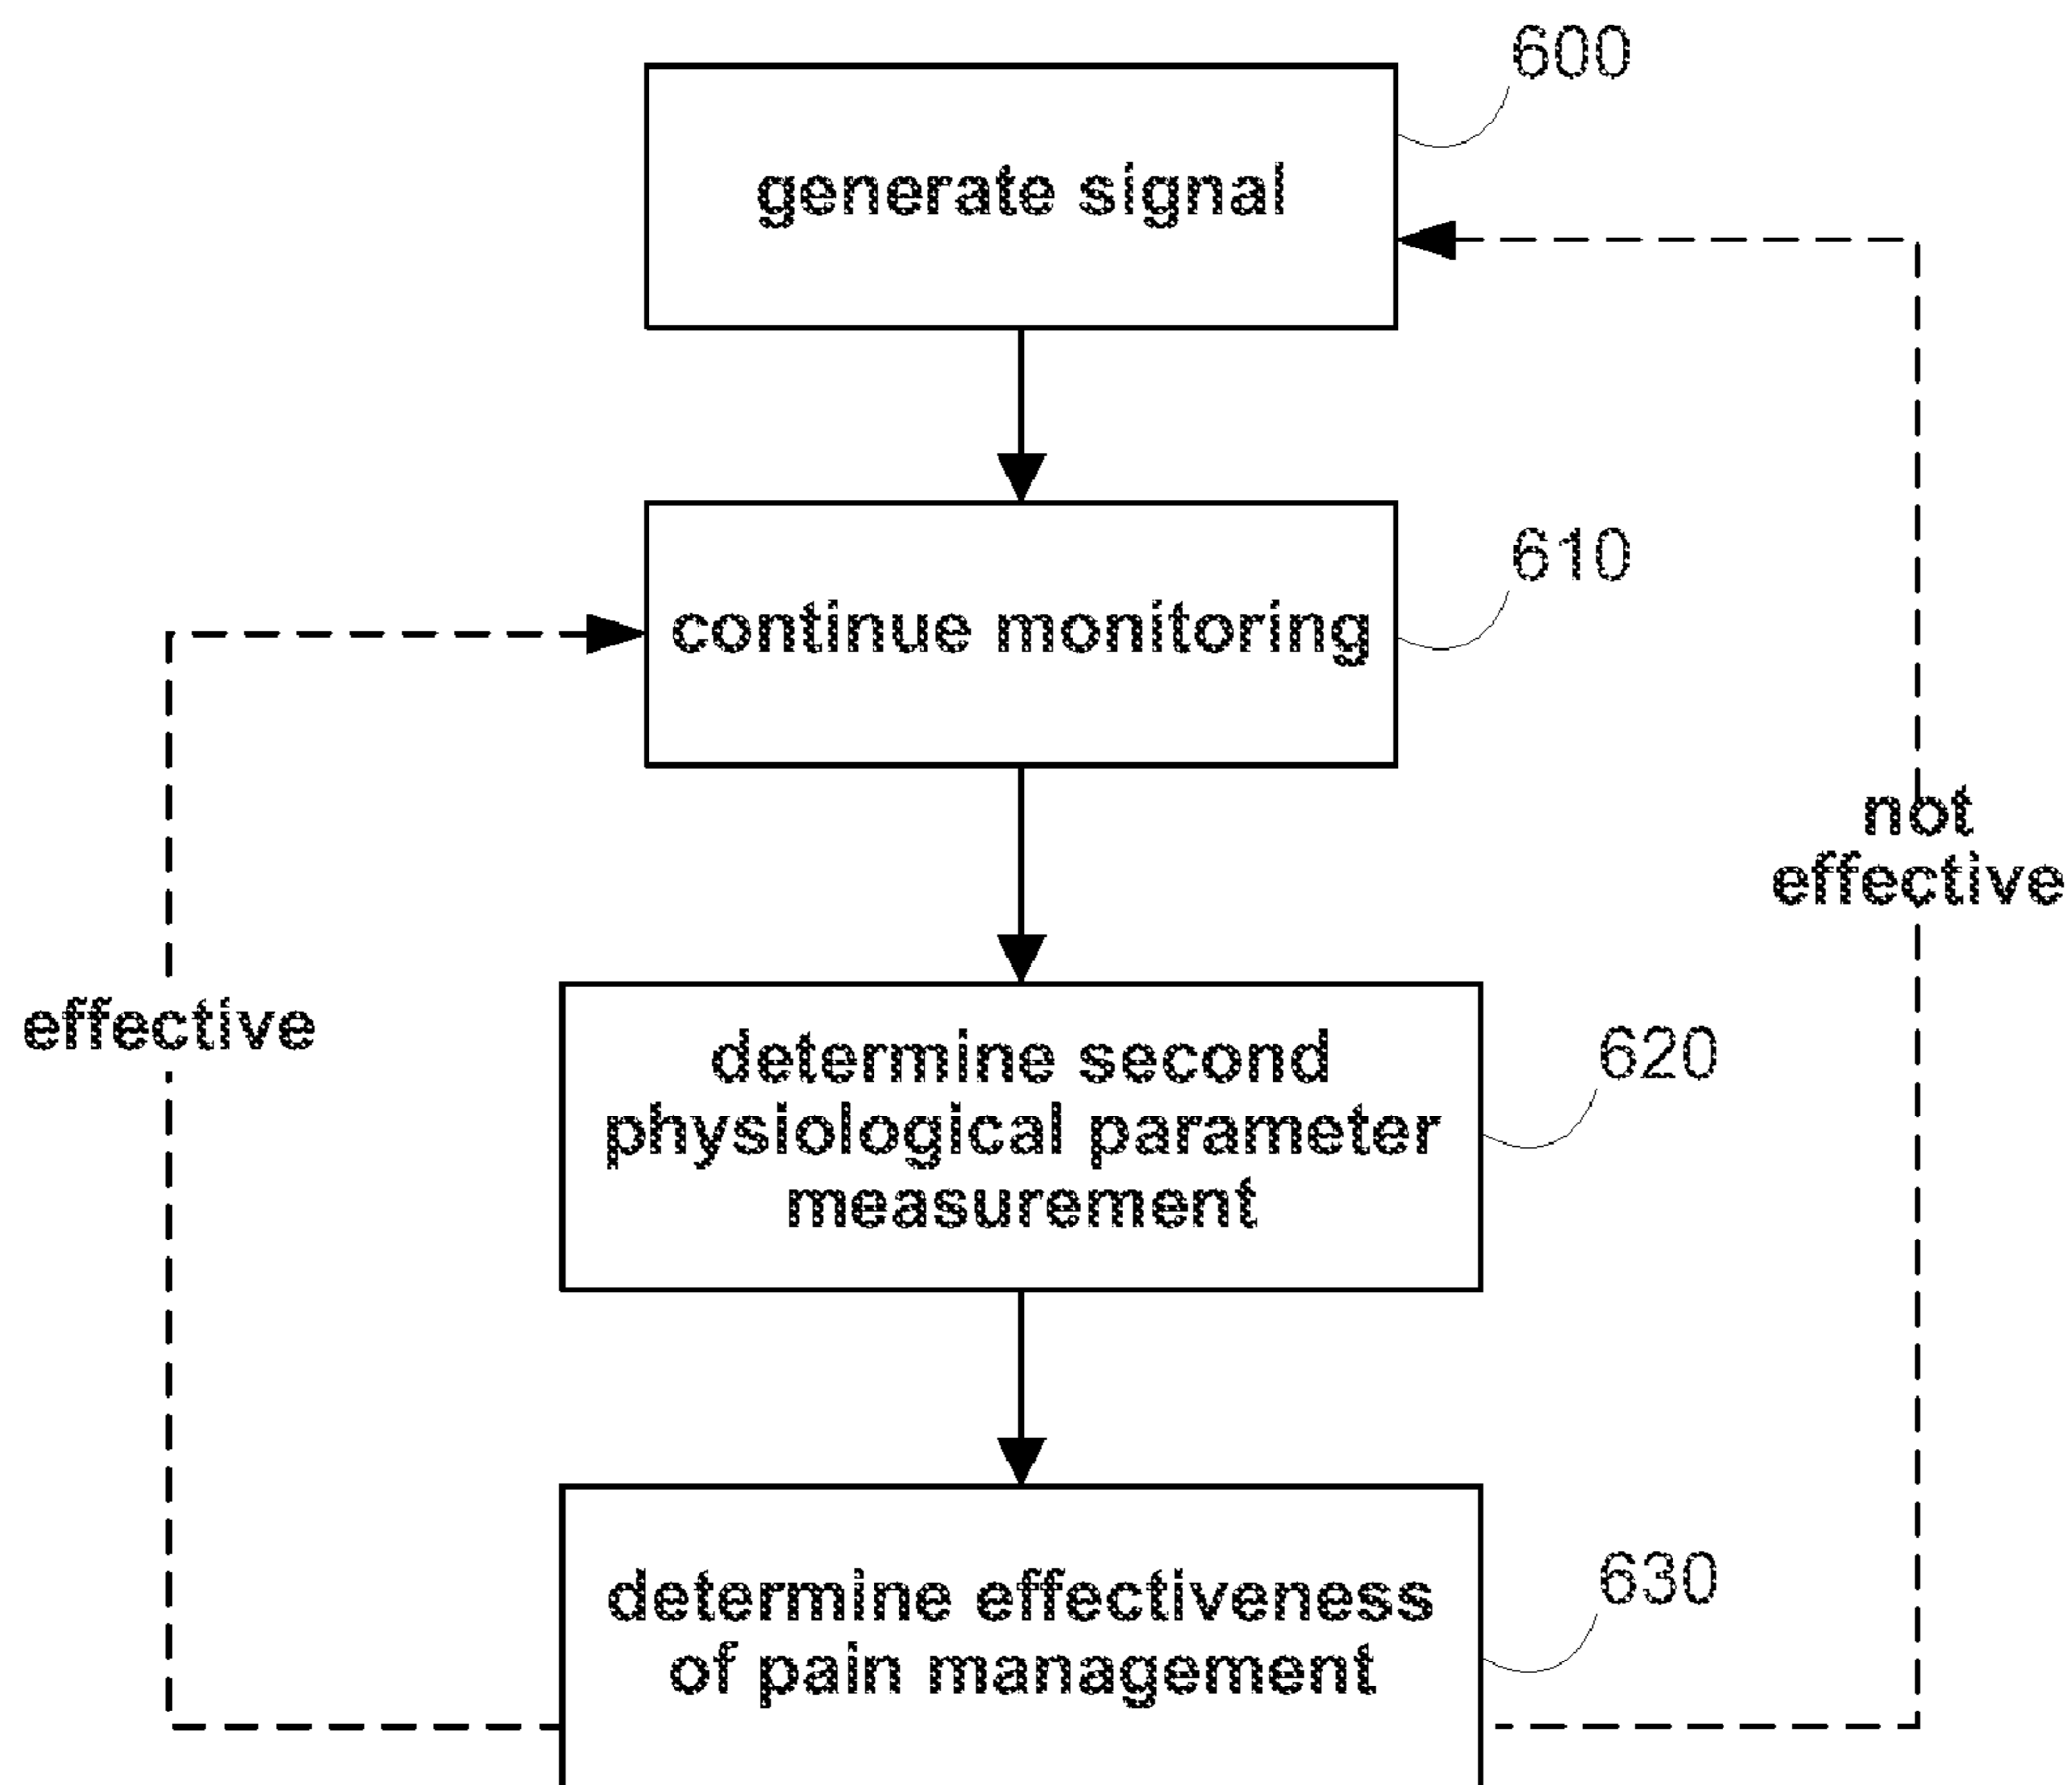 600
generate signal
610
continue monitoring
not
effective
effective
620
determine second
physiological parameter
measurement
630
determine effectiveness
of pain management